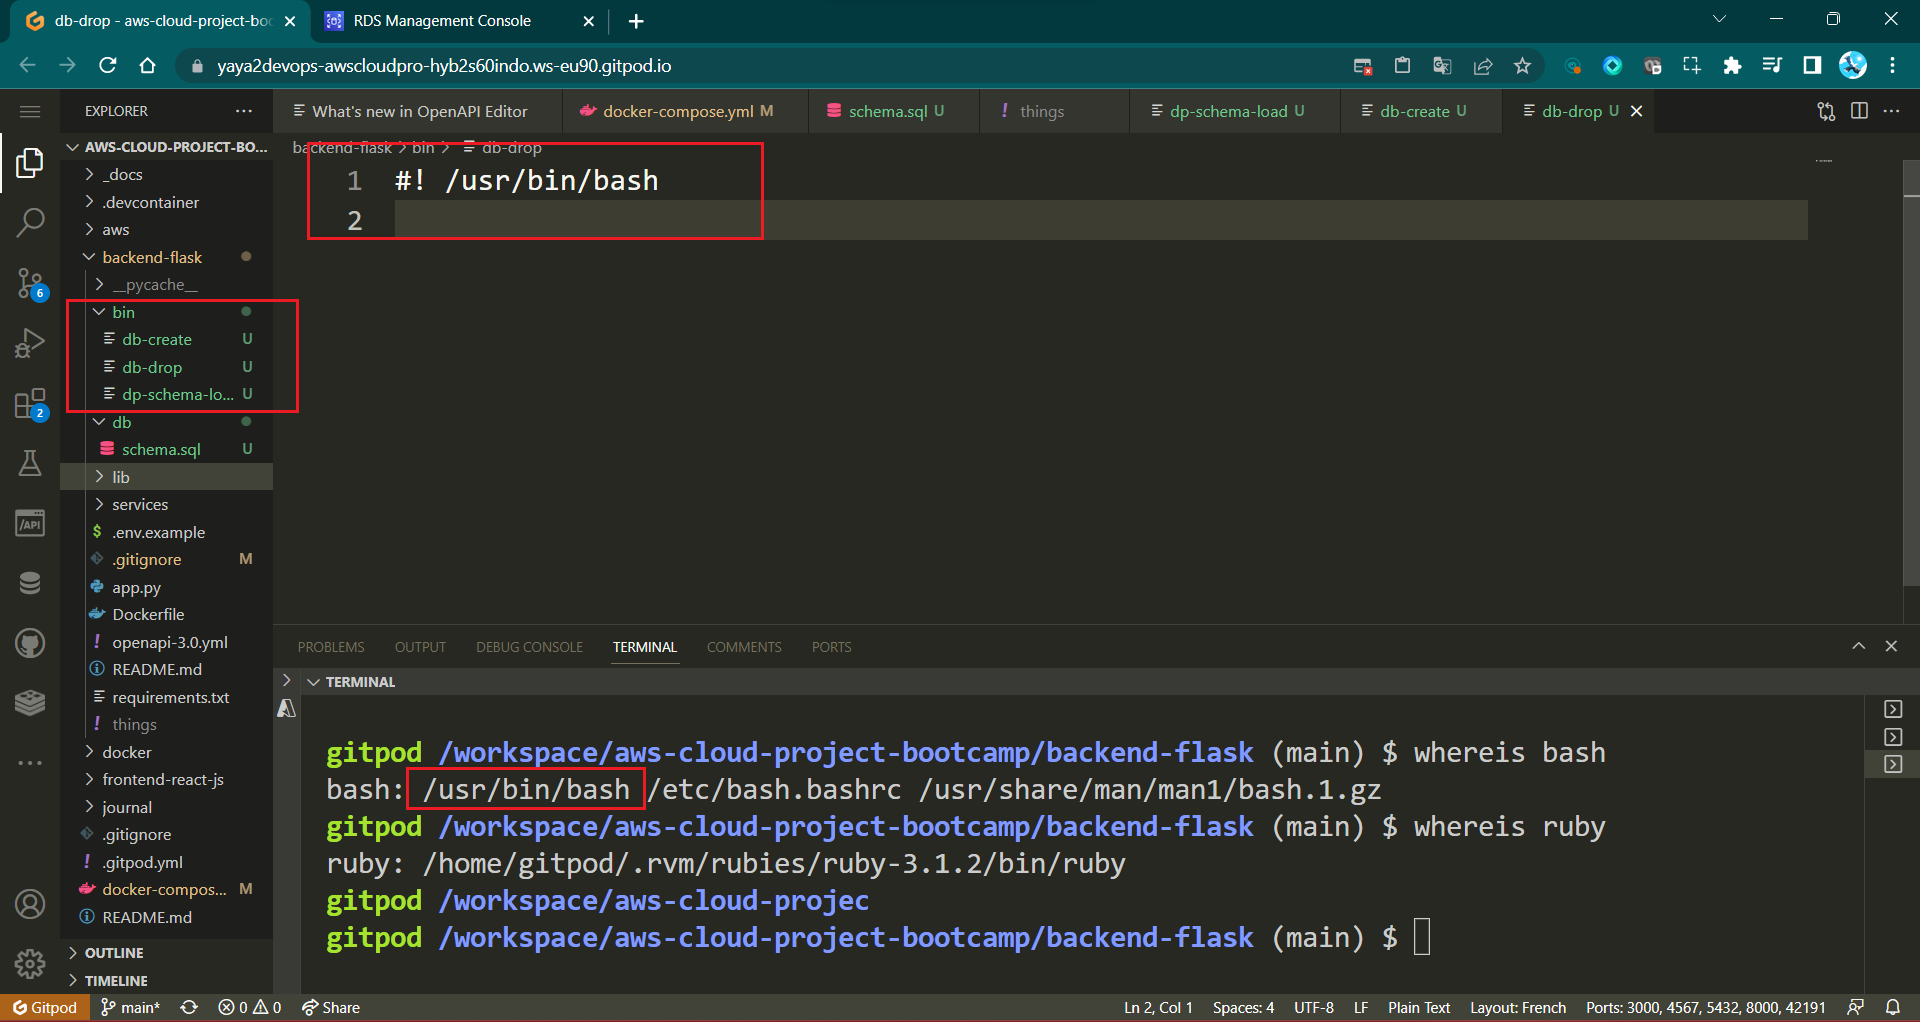 db-drop - aws-cloud-project-boo
RDS Management Console
yaya2devops-awscloudpro-hyb2s60indo.ws-eu90.gitpod.io
EXPLORER
What's new in OpenAPI Editor
docker-compose.yml M
schema.sql U
! things
dp-schema-load U
db-create U
db-drop U
AWS-CLOUD-PROJECT-BO...
backend-flask > bin > db-drop
_docs
.devcontainer
aws
backend-flask
__pycache__
bin
db-create U
db-drop U
dp-schema-lo... U
db
schema.sql U
lib
services
$ .env.example
.gitignore M
app.py
Dockerfile
! openapi-3.0.yml
README.md
requirements.txt
! things
docker
frontend-react-js
journal
.gitignore
! .gitpod.yml
docker-compos... M
README.md
OUTLINE
TIMELINE
6
2
/API
1 #! /usr/bin/bash
2
PROBLEMS
OUTPUT
DEBUG CONSOLE
TERMINAL
COMMENTS
PORTS
TERMINAL
gitpod /workspace/aws-cloud-project-bootcamp/backend-flask (main) $ whereis bash
bash: /usr/bin/bash /etc/bash.bashrc /usr/share/man/man1/bash.1.gz
gitpod /workspace/aws-cloud-project-bootcamp/backend-flask (main) $ whereis ruby
ruby: /home/gitpod/.rvm/rubies/ruby-3.1.2/bin/ruby
gitpod /workspace/aws-cloud-projec
gitpod /workspace/aws-cloud-project-bootcamp/backend-flask (main) $
Gitpod
main*
0
0
Share
Ln 2, Col 1
Spaces: 4
UTF-8
LF
Plain Text
Layout: French
Ports: 3000, 4567, 5432, 8000, 42191